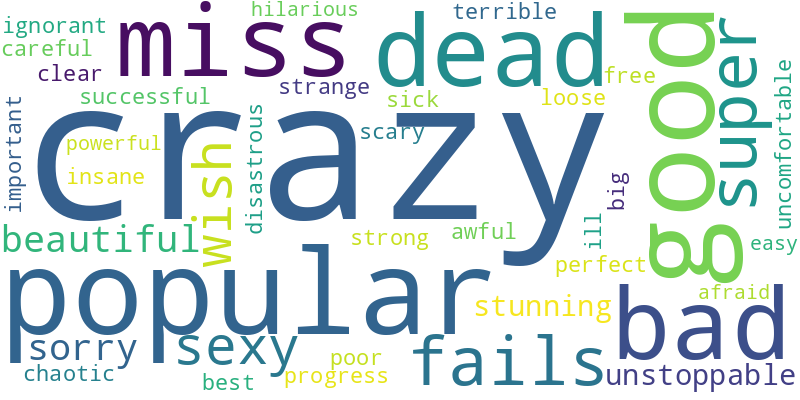 hilarious
terrible
ignorant
miss
dead
good
super
careful
clear
strange
free
successful
sick
loose
crazy
scary
important
powerful
insane
wish
disastrous
uncomfortable
big
ill
beautiful
strong
awful
easy
popular
perfect
stunning
afraid
bad
sorry
sexy
fails
poor
chaotic
best
progress
unstoppable